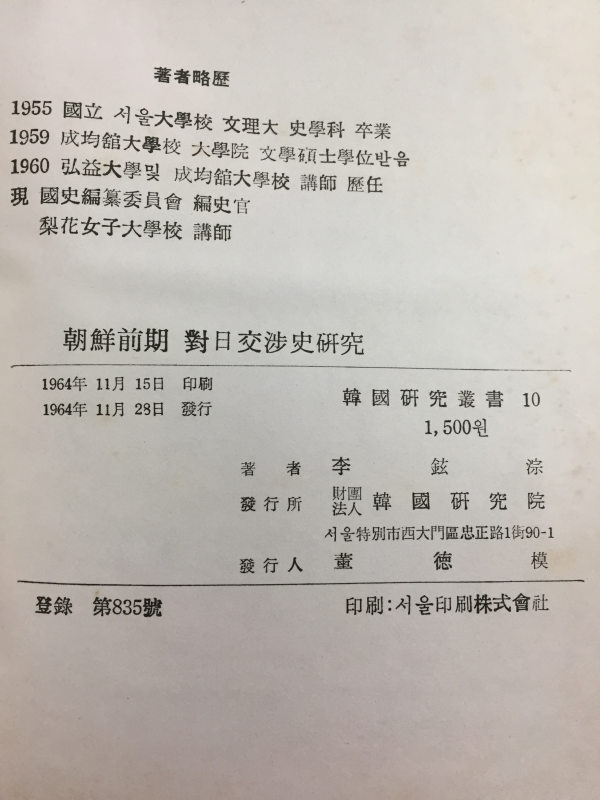 著者略歷
1955 國立 서울大學校 文理大 史學科 卒業
1959 成均舘大學校 大學院 文學碩士學位받음
1960 弘益大學및 成均舘大學校 講師 歷任
現 國史編纂委員會 編史官
梨花女子大學校 講師
朝鮮前期 對日交涉史硏究
1964年 11月 15日 印刷
1964年 11月 28日 發行
韓國硏究叢書 10
1,500원
著者 李鉉淙
發行所 財團法人 韓國硏究院
서울特別市西大門區忠正路1街90-1
發行人 董德模
登錄 第835號
印刷:서울印刷株式會社